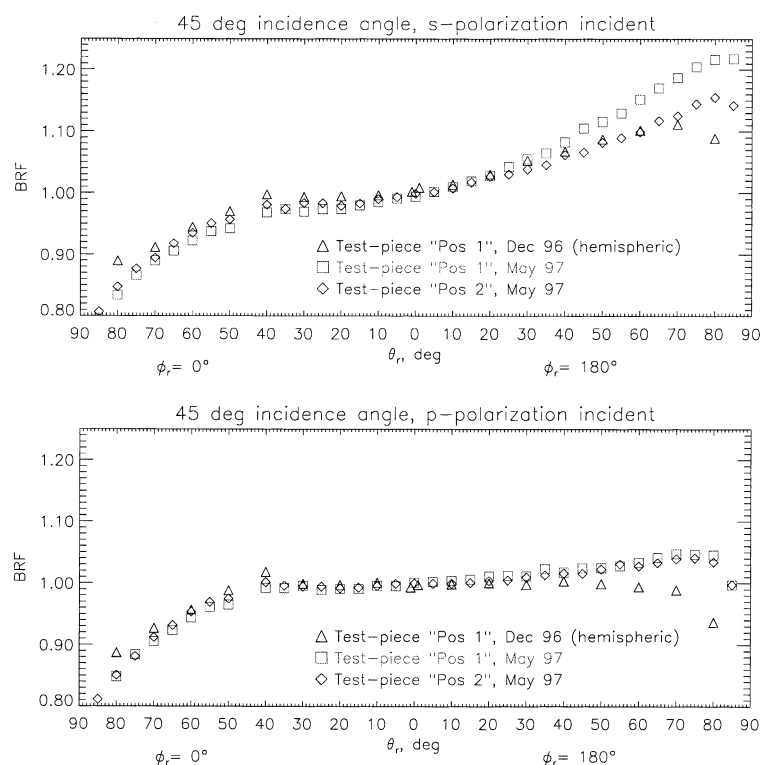 45 deg incidence angle, s-polarization incident
1.20
1.10
BRF
1.00
0.90
0.80
△ Test-piece "Pos 1", Dec 96 (hemispheric)
□ Test-piece "Pos 1", May 97
◇ Test-piece "Pos 2", May 97
90 80 70 60 50 40 30 20 10 0 10 20 30 40 50 60 70 80 90
θr, deg
ϕr= 0° ϕr= 180°
45 deg incidence angle, p-polarization incident
1.20
1.10
BRF
1.00
0.90
0.80
△ Test-piece "Pos 1", Dec 96 (hemispheric)
□ Test-piece "Pos 1", May 97
◇ Test-piece "Pos 2", May 97
90 80 70 60 50 40 30 20 10 0 10 20 30 40 50 60 70 80 90
θr, deg
ϕr= 0° ϕr= 180°